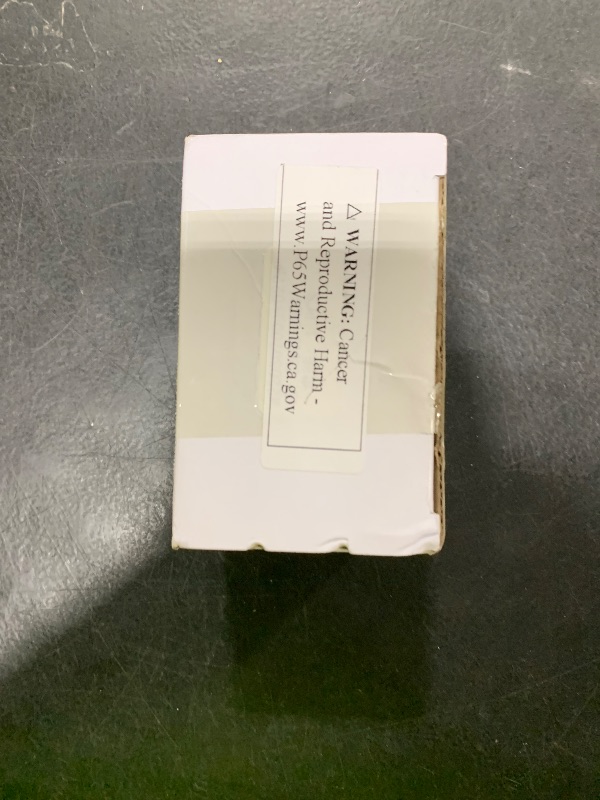 ⚠ WARNING: Cancer
and Reproductive Harm -
www.P65Warnings.ca.gov